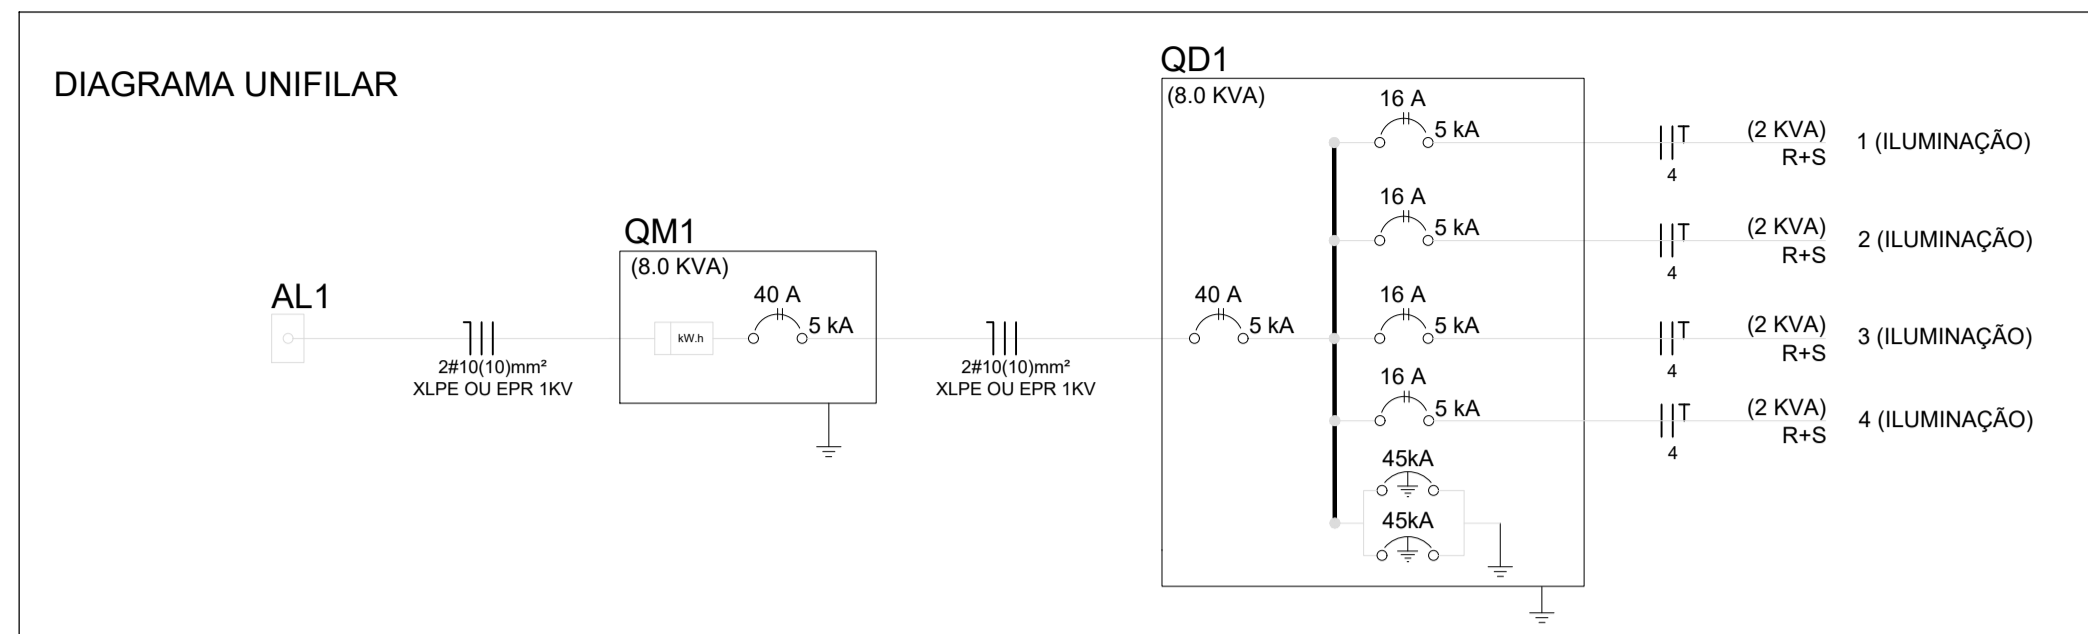 DIAGRAMA UNIFILAR
AL1
2#10(10)mm²
XLPE OU EPR 1KV
QM1
(8.0 KVA)
kW.h
40 A
5 kA
2#10(10)mm²
XLPE OU EPR 1KV
QD1
(8.0 KVA)
40 A
5 kA
16 A
5 kA
T
4
(2 KVA)
R+S
1 (ILUMINAÇÃO)
16 A
5 kA
T
4
(2 KVA)
R+S
2 (ILUMINAÇÃO)
16 A
5 kA
T
4
(2 KVA)
R+S
3 (ILUMINAÇÃO)
16 A
5 kA
T
4
(2 KVA)
R+S
4 (ILUMINAÇÃO)
45kA
45kA